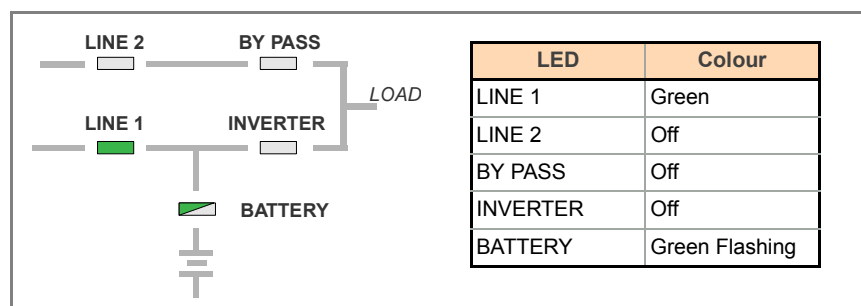 LINE 2 BY PASS
LOAD
LINE 1 INVERTER
BATTERY
LED Colour
LINE 1 Green
LINE 2 Off
BY PASS Off
INVERTER Off
BATTERY Green Flashing